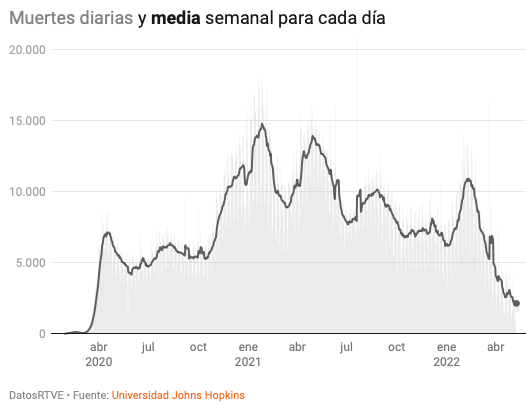 Muertes diarias y media semanal para cada día
20.000
15.000
10.000
5.000
0
abr jul oct ene abr jul oct ene abr
2020 2021 2022
DatosRTVE • Fuente: Universidad Johns Hopkins